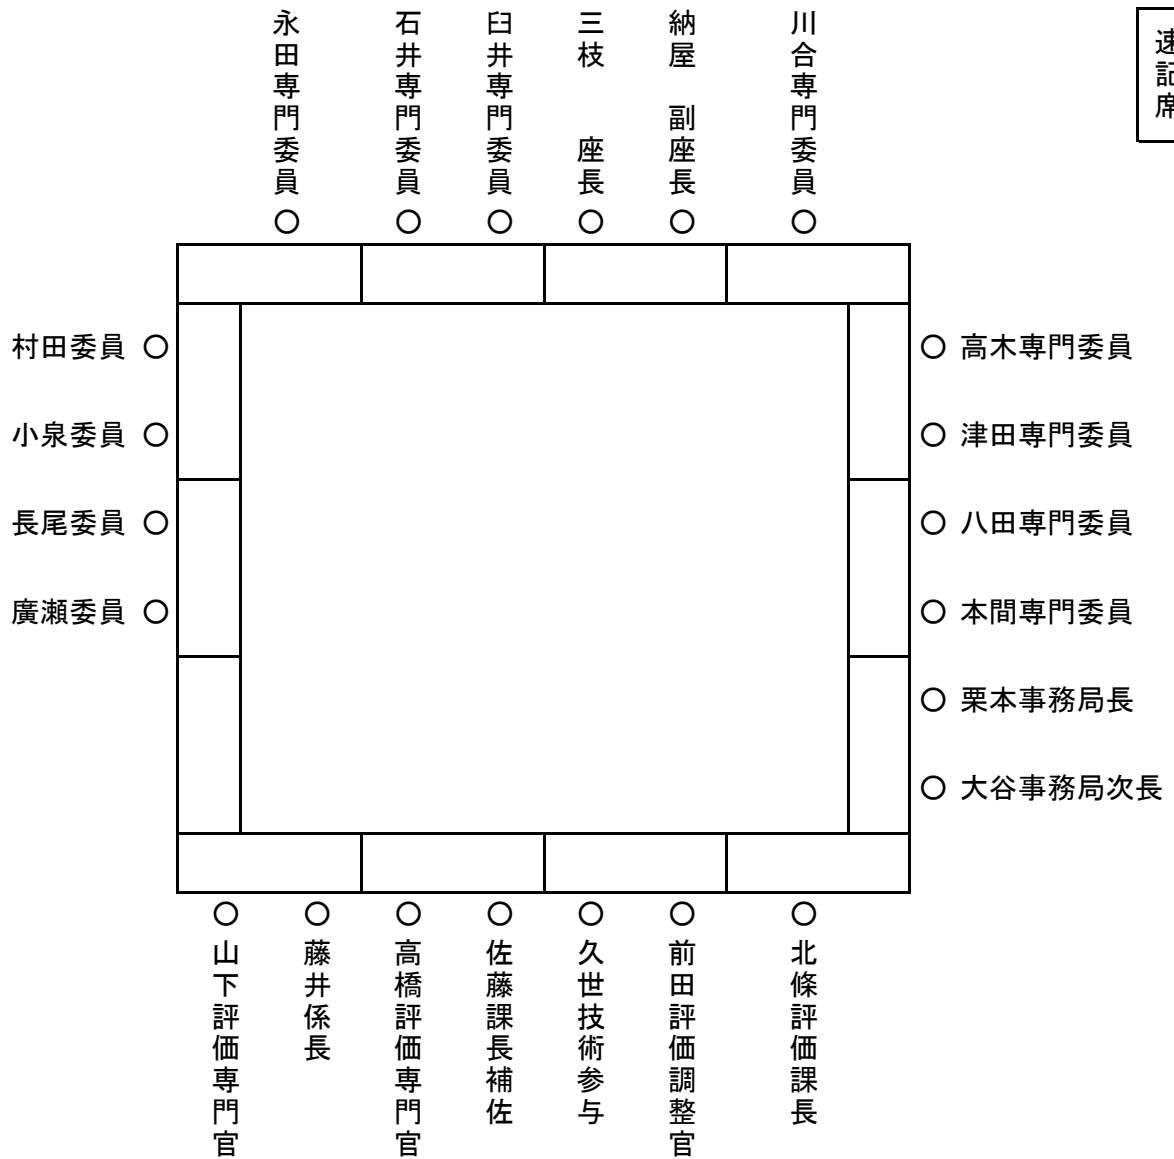 永田専門委員
石井専門委員
臼井専門委員
三枝 座長
納屋 副座長
川合専門委員
速記席
村田委員
小泉委員
長尾委員
廣瀬委員
高木専門委員
津田専門委員
八田専門委員
本間専門委員
栗本事務局長
大谷事務局次長
山下評価専門官
藤井係長
高橋評価専門官
佐藤課長補佐
久世技術参与
前田評価調整官
北條評価課長